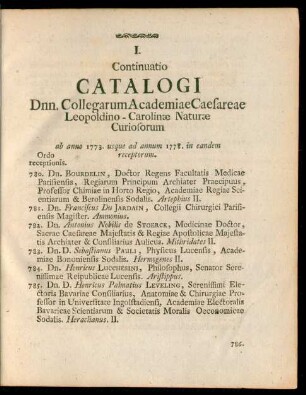 I.
Continuatio
CATALOGI
Dnn. Collegarum Academiae Caesareae
Leopoldino-Carolinæ Naturæ
Curiosorum
ab anno 1773. usque ad annum 1778. in eandem
Ordo receptorum.
receptionis.
780. Dn. BOURDELIN, Doctor Regens Facultatis Medicae
Parisiensis, Regiarum Principum Archiater Praecipuus,
Professor Chimiae in Horto Regio, Academiae Regiae Sci-
entiarum & Berolinensis Sodalis. Artephius II.
781. Dn. Franciscus Du JARDAIN, Collegii Chirurgici Parisi-
ensis Magister. Ammonius.
782. Dn. Antonius Nobilis de STOERCK, Medicinae Doctor,
Sacrae Caesareae Majestatis & Regiae Apostolicae Majesta-
tis Archiater & Consiliarius Aulicus. Mithridates II.
783. Dn. D. Sebastianus PAULI, Physicus Lucensis, Acade-
miae Bononiensis Sodalis. Hermogenes II.
784. Dn. Henricus LUCCHESINI, Philosophus, Senator Sere-
nissimae Reipublicae Lucensis. Aristippus.
785. Dn. D. Henricus Palmatius LEVELING, Serenissimi Ele-
ctoris Bavariae Consiliarius, Anatomiae & Chirurgiae Pro-
fessor in Universitate Ingolstadiensi, Academiae Electoralis
Bavaricae Scientiarum & Societatis Moralis Oeconomicae
Sodalis. Heraclianus. II.
786.